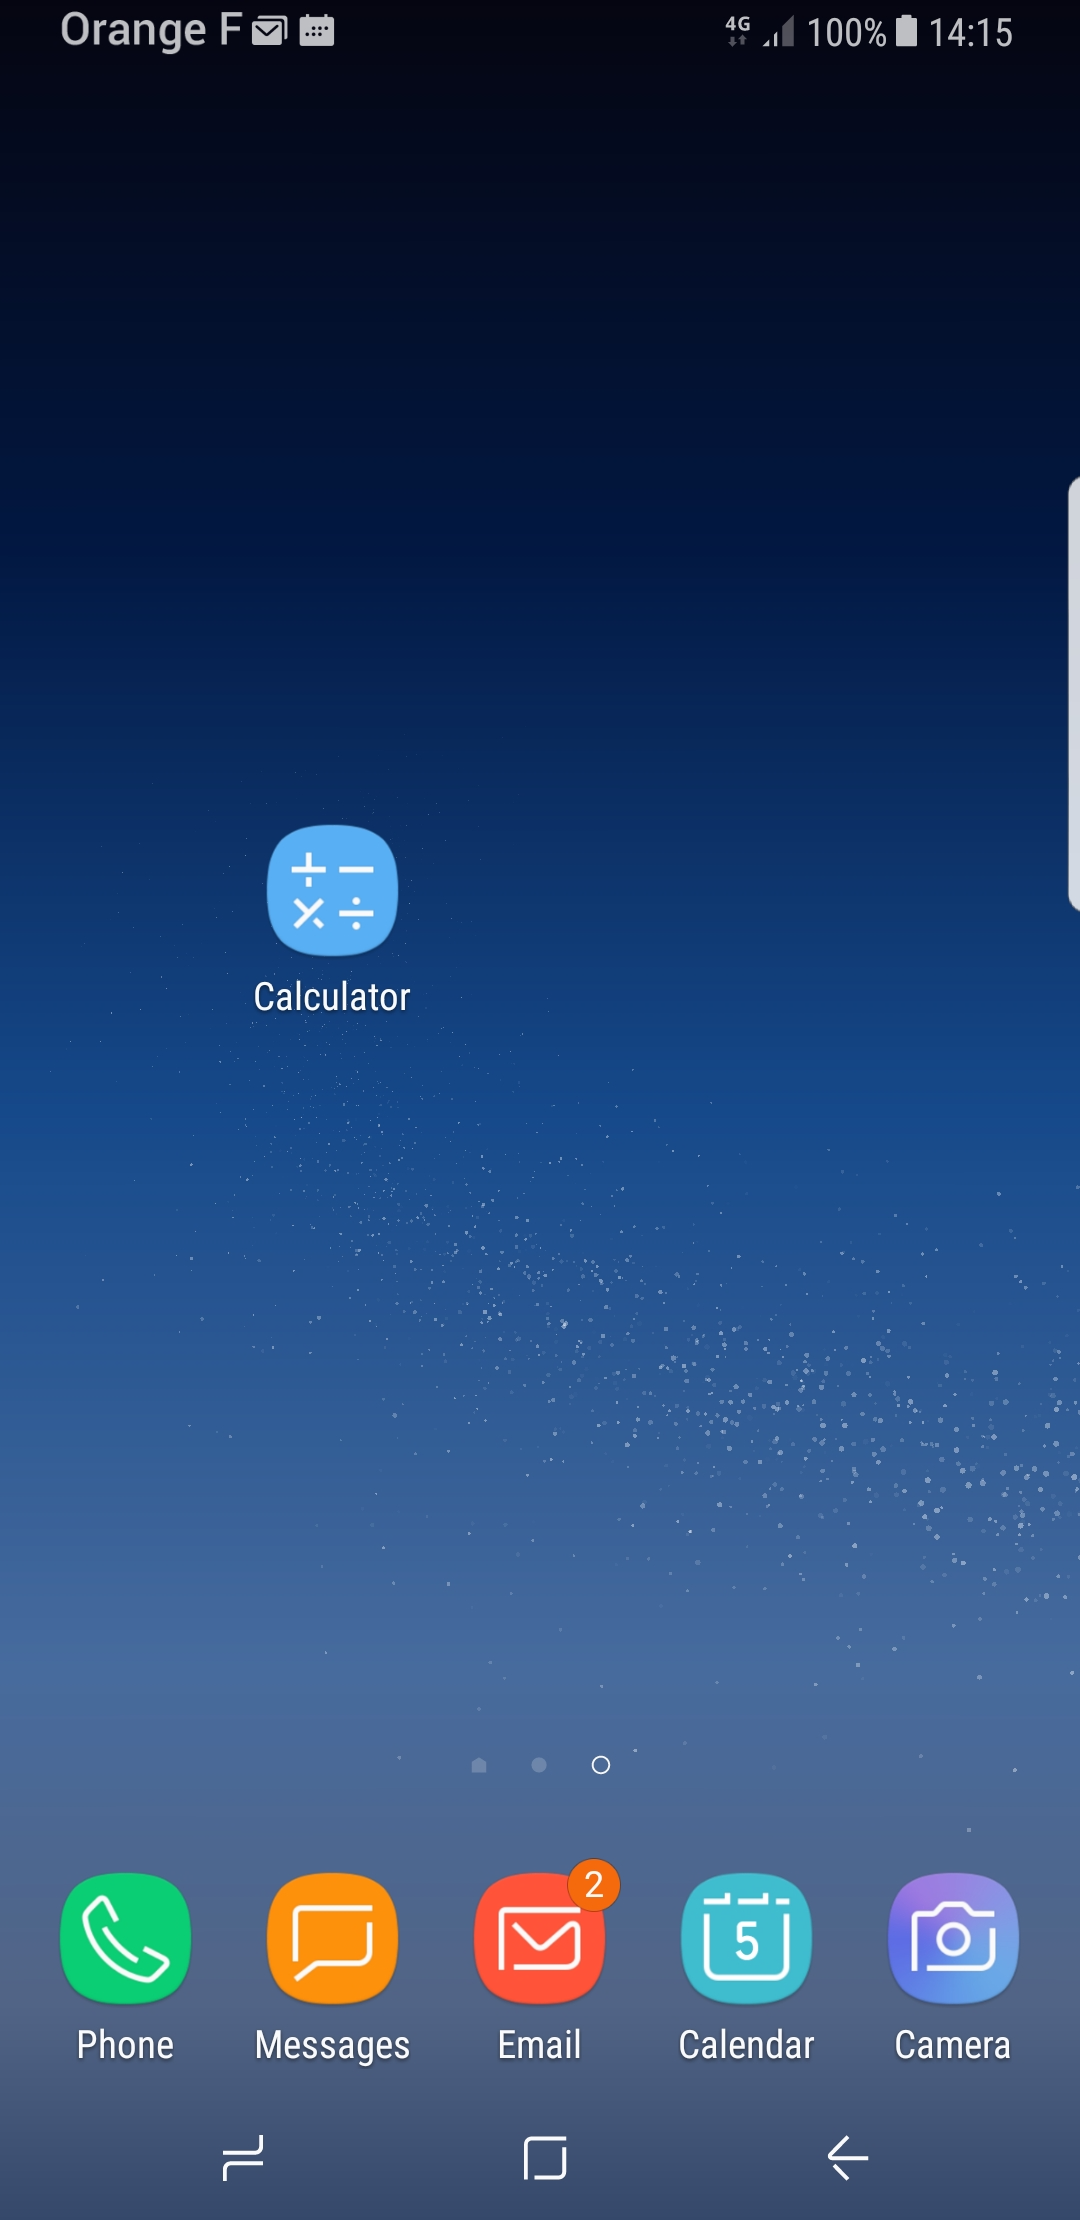 Orange F 4G 100% 14:15
Calculator
2
5
Phone Messages Email Calendar Camera